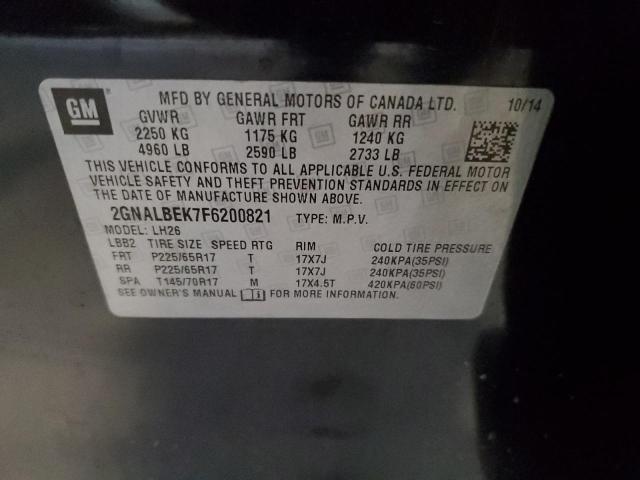 GM
MFD BY GENERAL MOTORS OF CANADA LTD. 10/14
GVWR GAWR FRT GAWR RR
2250 KG 1175 KG 1240 KG
4960 LB 2590 LB 2733 LB
THIS VEHICLE CONFORMS TO ALL APPLICABLE U.S. FEDERAL MOTOR
VEHICLE SAFETY AND THEFT PREVENTION STANDARDS IN EFFECT ON
THE DATE OF MANUFACTURE SHOWN ABOVE.
2GNALBEK7F6200821 TYPE: M.P.V.
MODEL: LH26
LBB2 TIRE SIZE SPEED RTG RIM COLD TIRE PRESSURE
FRT P225/65R17 T 17X7J 240KPA(35PSI)
RR P225/65R17 T 17X7J 240KPA(35PSI)
SPA T145/70R17 M 17X4.5T 420KPA(60PSI)
SEE OWNER'S MANUAL FOR MORE INFORMATION.